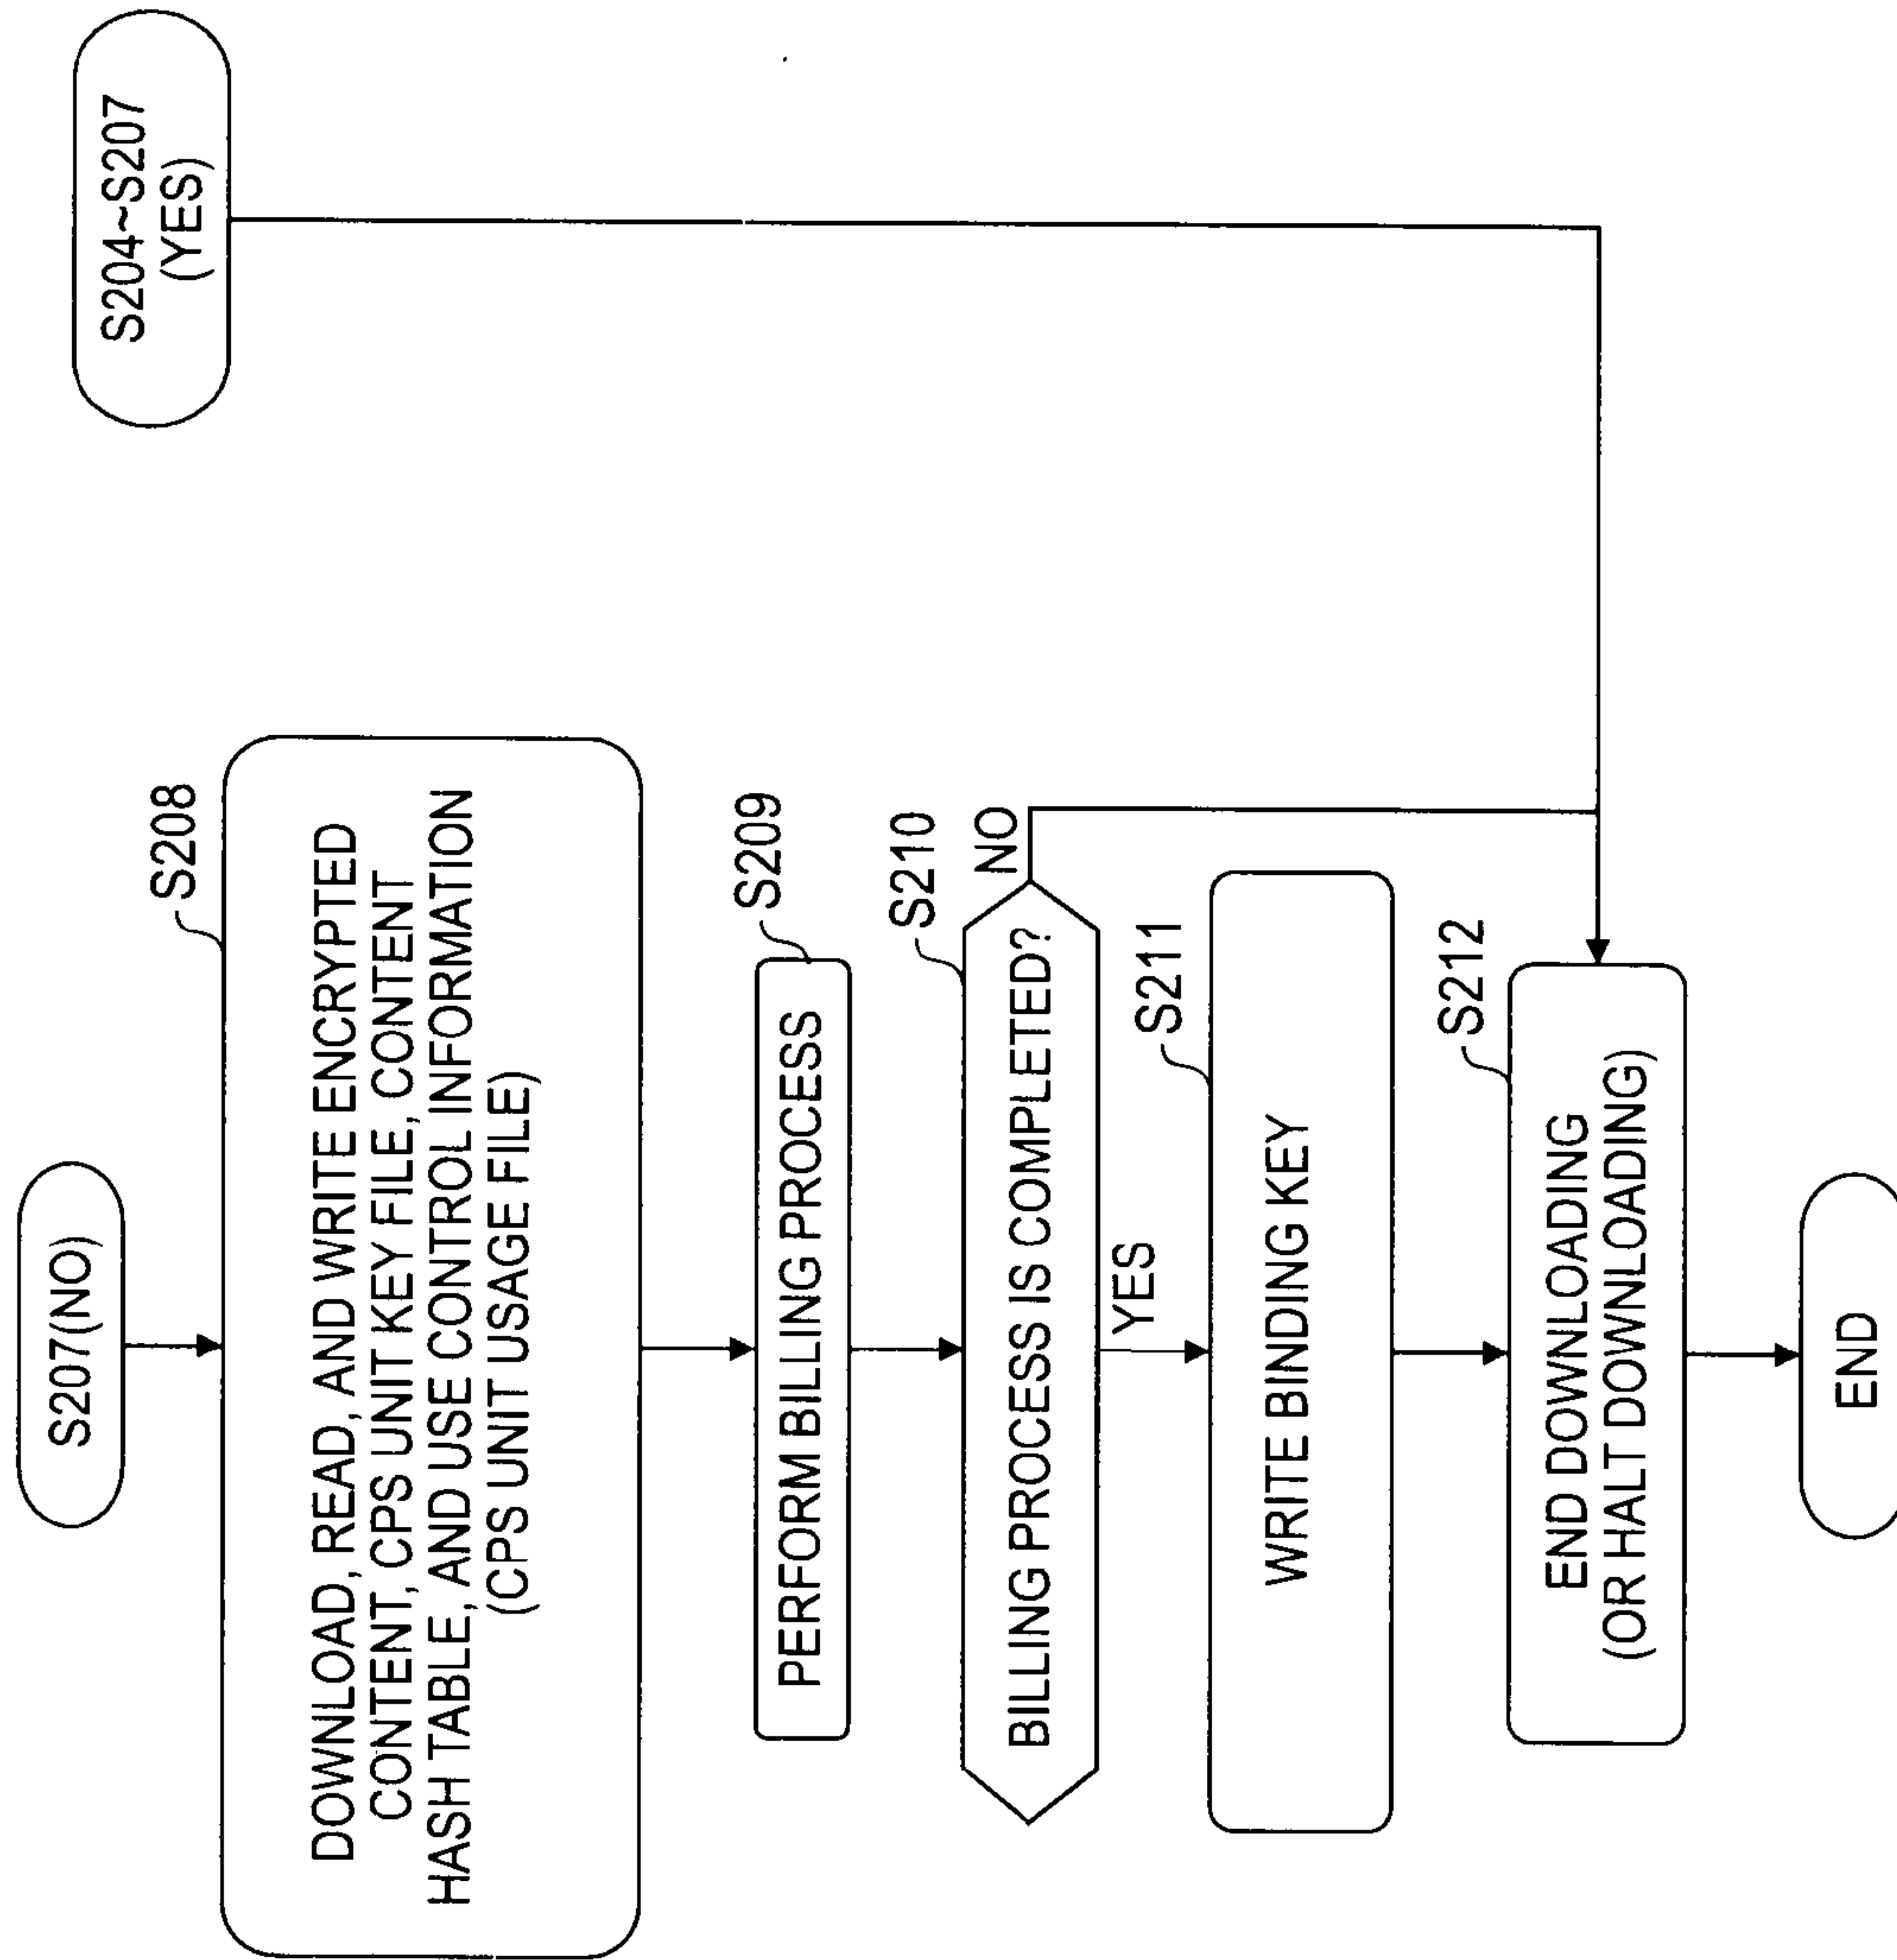 S207(NO)
S204~S207
(YES)
S208
DOWNLOAD, READ, AND WRITE ENCRYPTED
CONTENT, CPS UNIT KEY FILE, CONTENT
HASH TABLE, AND USE CONTROL INFORMATION
(CPS UNIT USAGE FILE)
S209
PERFORM BILLING PROCESS
S210
BILLING PROCESS IS COMPLETED?
NO
YES
S211
WRITE BINDING KEY
S212
END DOWNLOADING
(OR HALT DOWNLOADING)
END